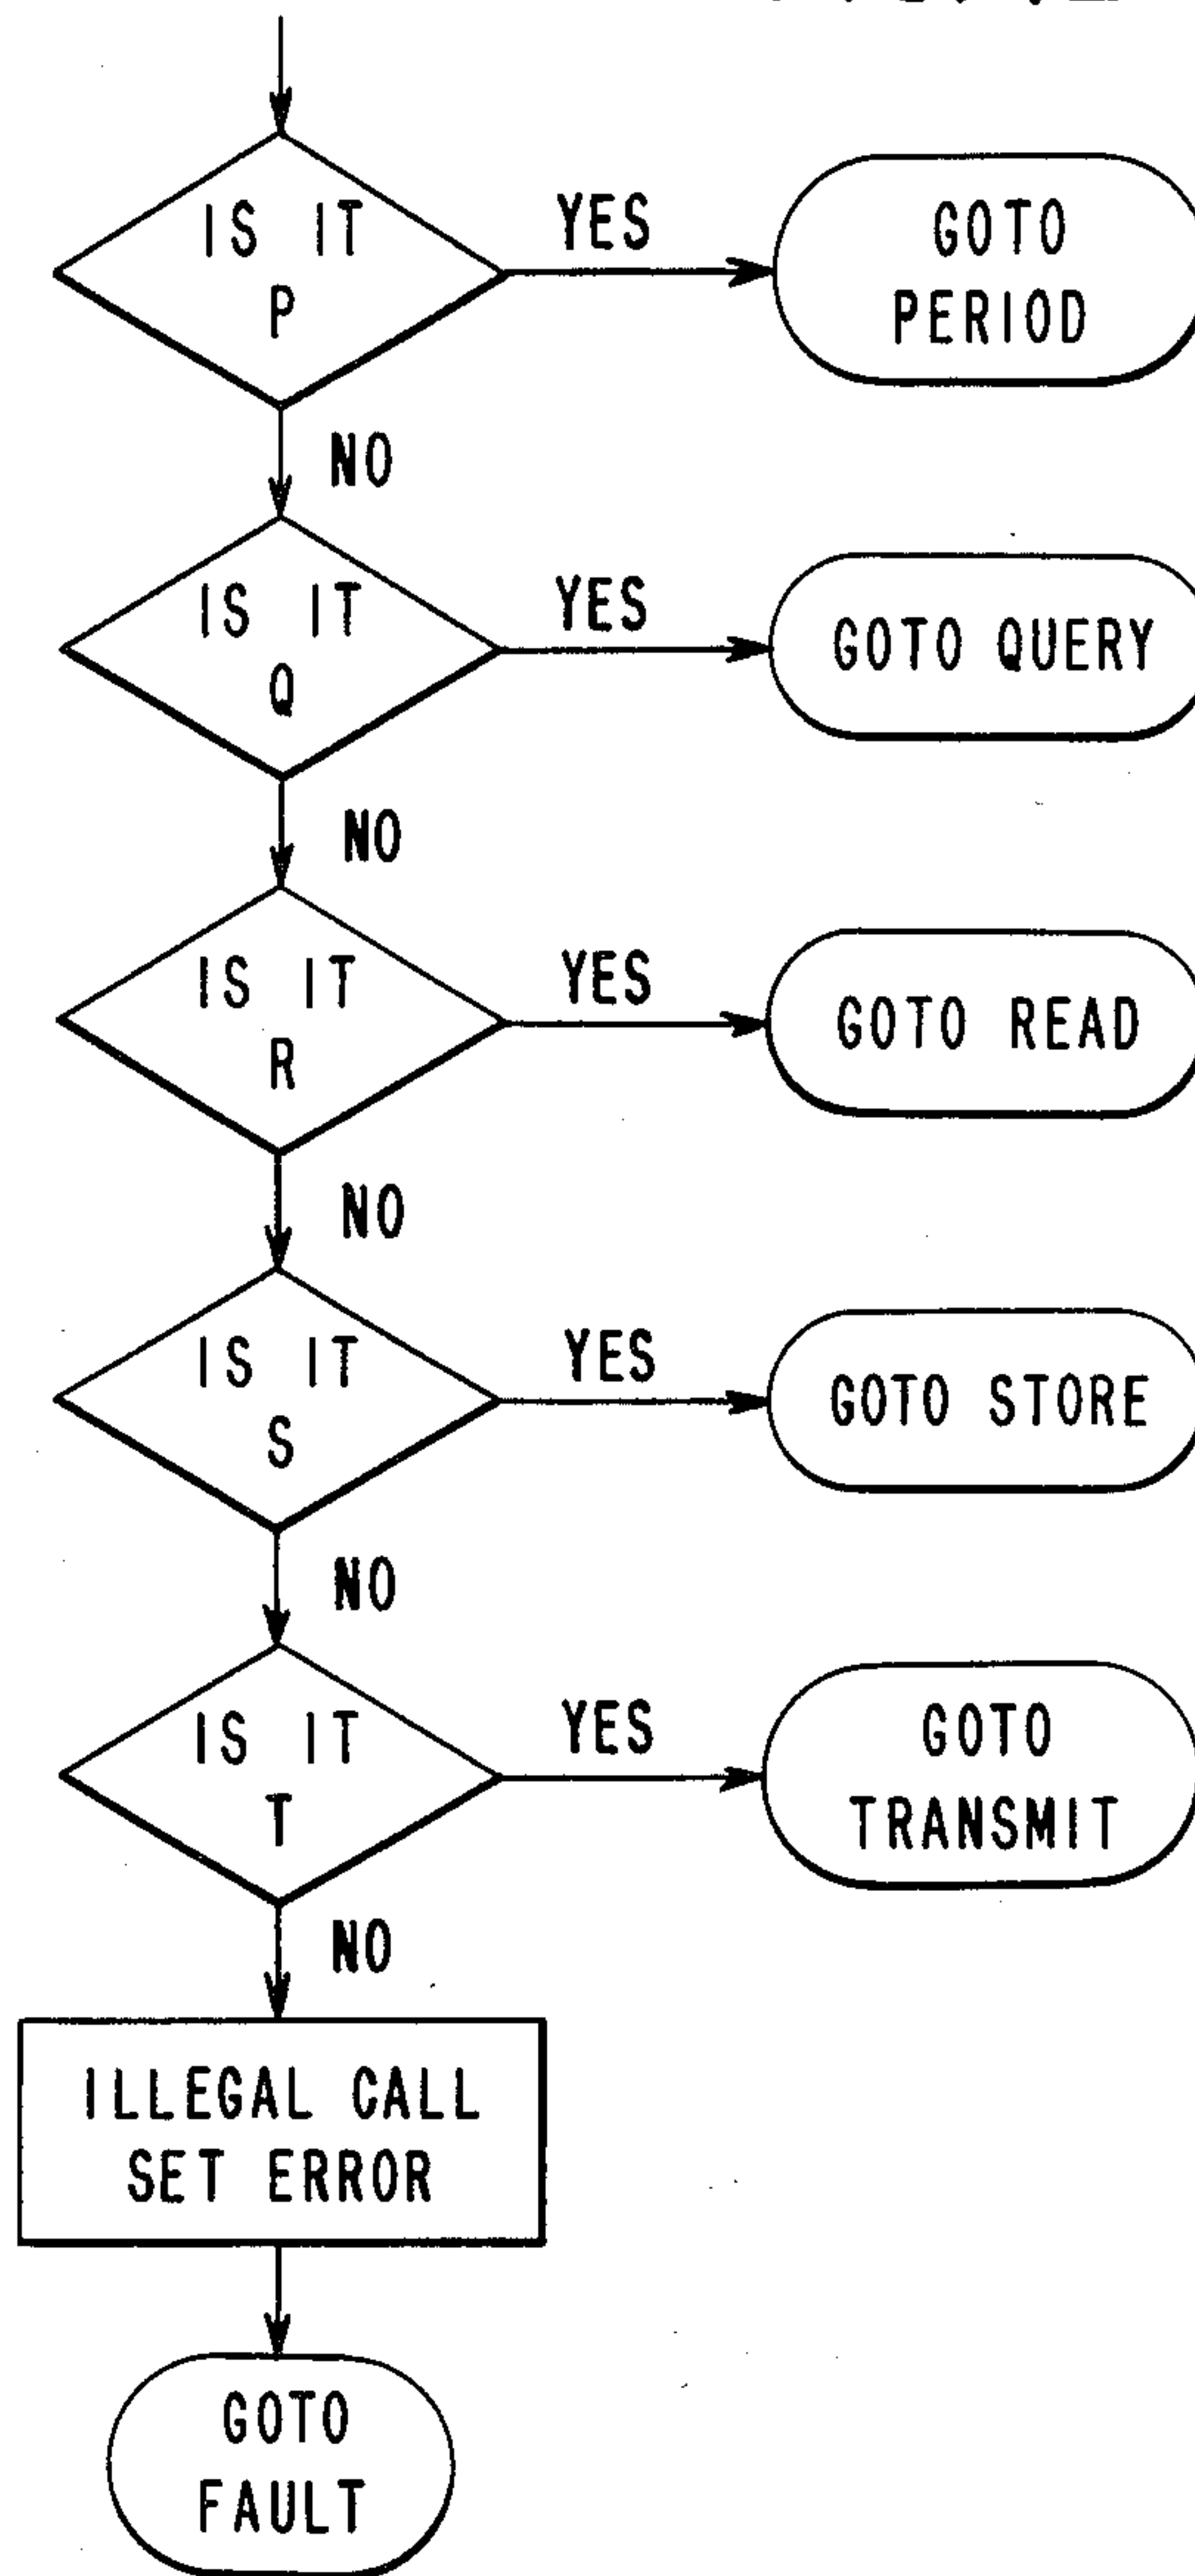 IS IT
P
YES
GOTO
PERIOD
NO
IS IT
Q
YES
GOTO QUERY
NO
IS IT
R
YES
GOTO READ
NO
IS IT
S
YES
GOTO STORE
NO
IS IT
T
YES
GOTO
TRANSMIT
NO
ILLEGAL CALL
SET ERROR
GOTO
FAULT